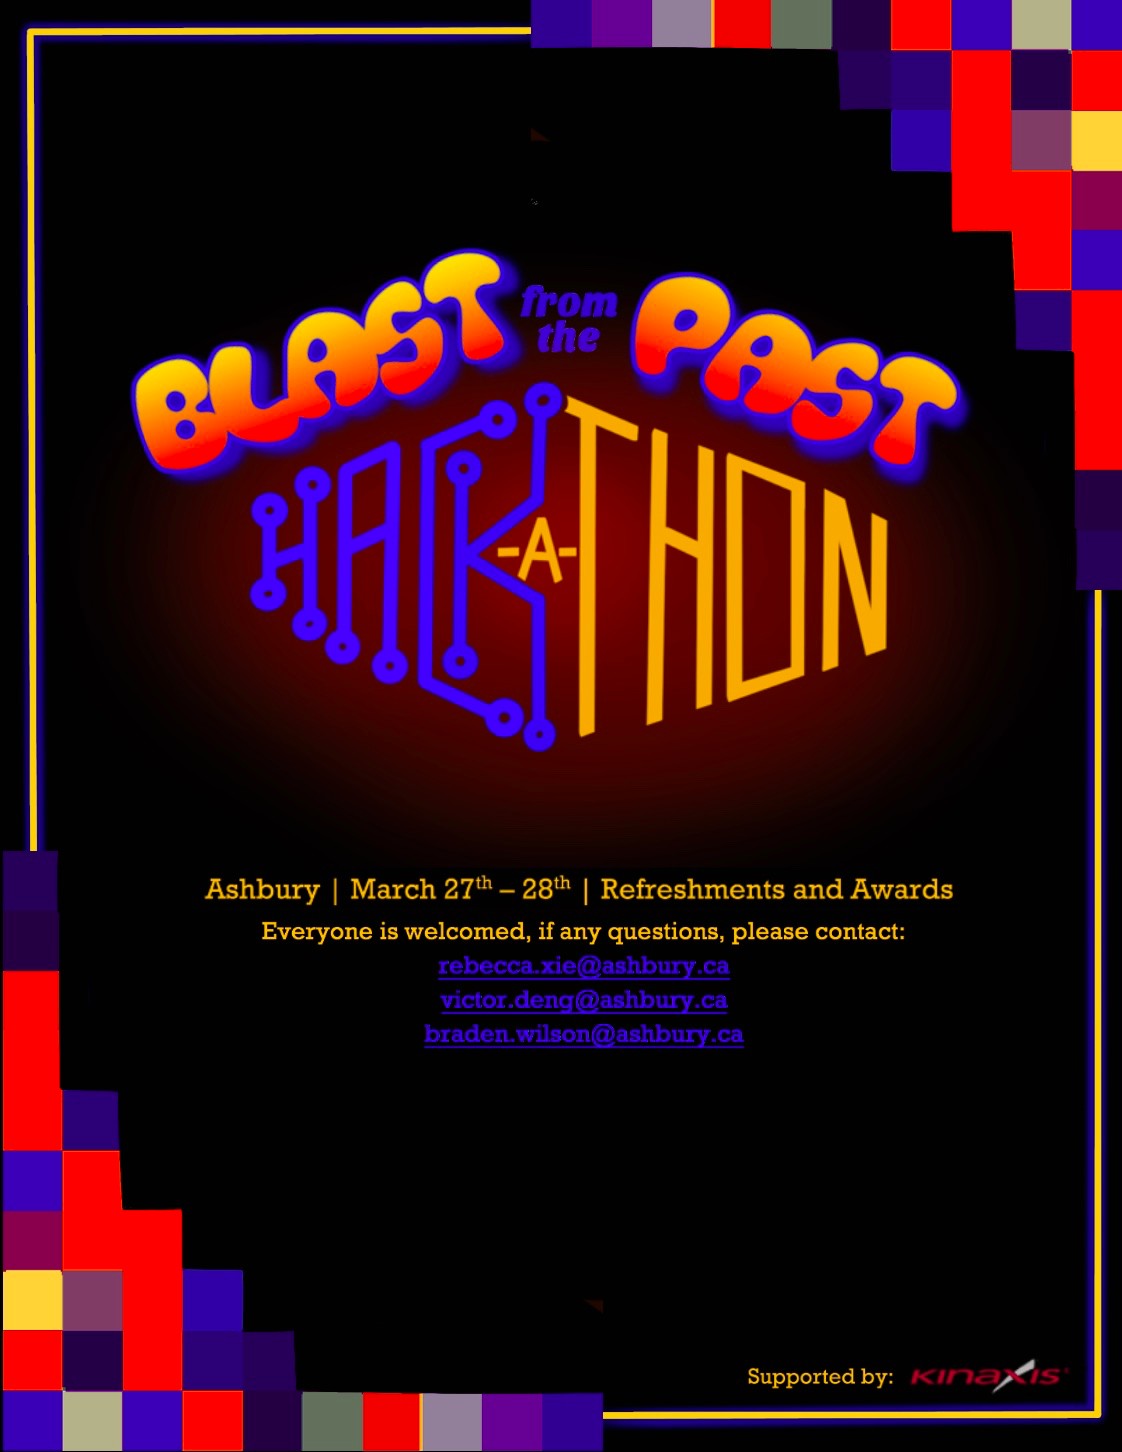 BLAST from the PAST
HACK-A-THON
Ashbury | March 27th – 28th | Refreshments and Awards
Everyone is welcomed, if any questions, please contact:
rebecca.xie@ashbury.ca
victor.deng@ashbury.ca
braden.wilson@ashbury.ca
Supported by: KINAXIS®